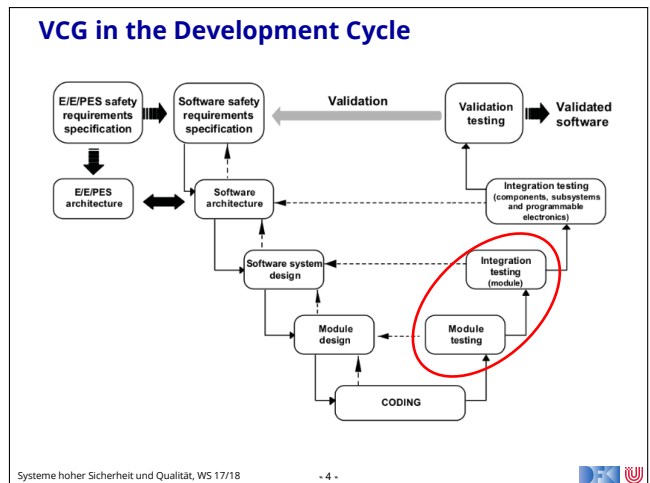 VCG in the Development Cycle
E/E/PES safety
requirements
specification
Software safety
requirements
specification
Validation
Validation
testing
Validated
software
E/E/PES
architecture
Software
architecture
Integration testing
(components, subsystems
and programmable
electronics)
Software system
design
Integration
testing
(module)
Module
design
Module
testing
CODING
Systeme hoher Sicherheit und Qualität, WS 17/18
- 4 -